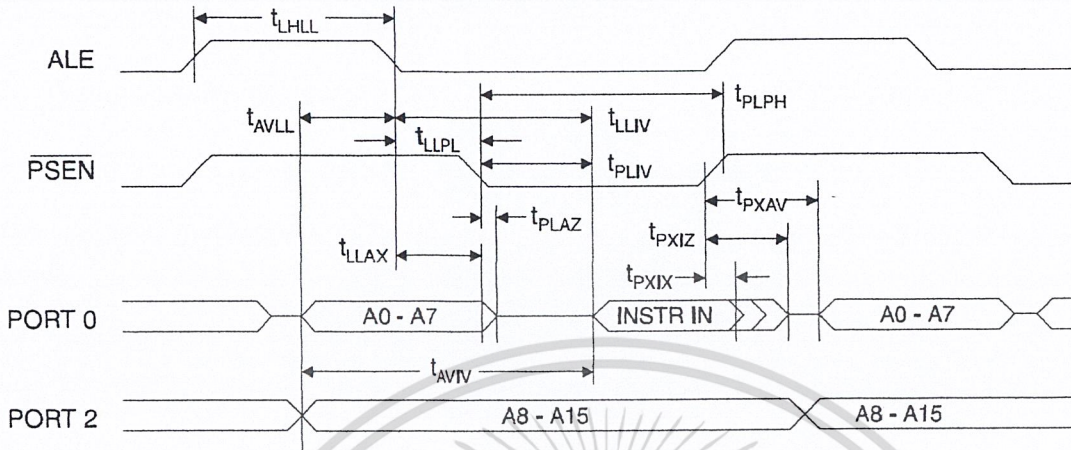 tLHLL
ALE
tPLPH
tAVLL
tLLIV
tLLPL
PSEN
tPLIV
tPXAV
tPLAZ
tPXIZ
tLLAX
tPXIX
PORT 0
A0 - A7
INSTR IN
A0 - A7
tAVIV
PORT 2
A8 - A15
A8 - A15